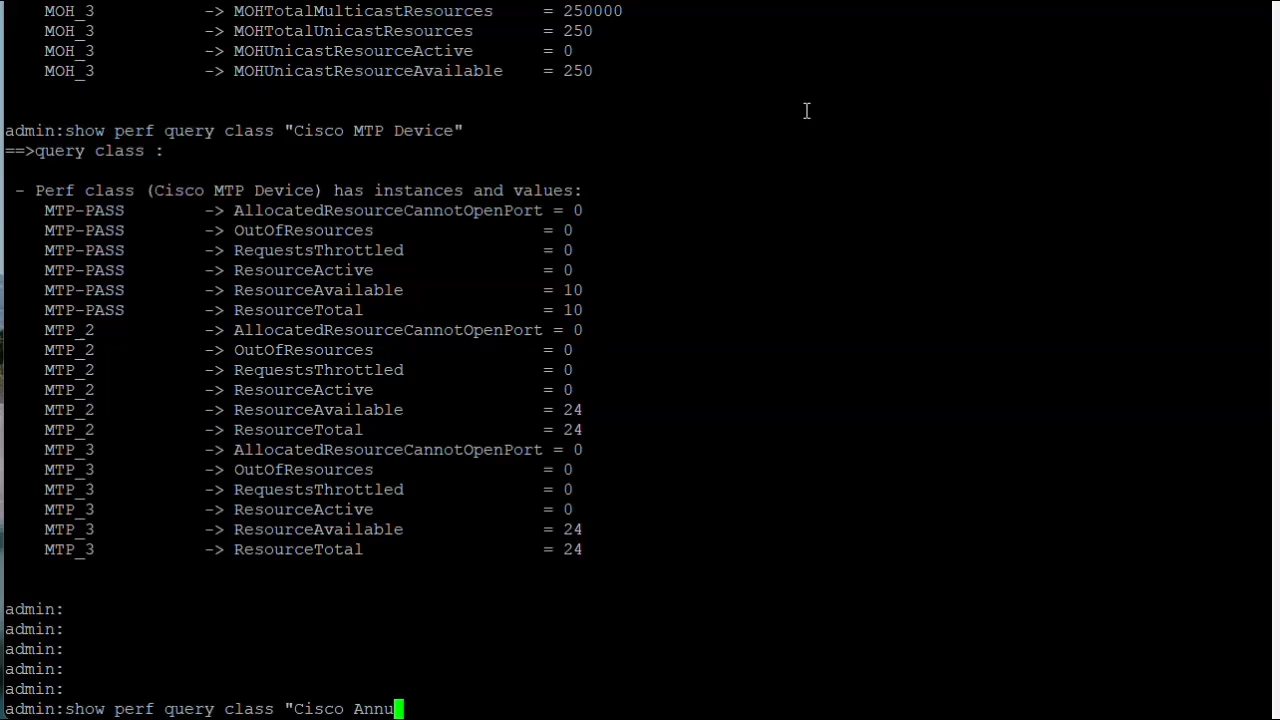 MOH_3 -> MOHTotalMulticastResources = 250000
MOH_3 -> MOHTotalUnicastResources = 250
MOH_3 -> MOHUnicastResourceActive = 0
MOH_3 -> MOHUnicastResourceAvailable = 250
admin:show perf query class "Cisco MTP Device"
==>query class :
- Perf class (Cisco MTP Device) has instances and values:
MTP-PASS -> AllocatedResourceCannotOpenPort = 0
MTP-PASS -> OutOfResources = 0
MTP-PASS -> RequestsThrottled = 0
MTP-PASS -> ResourceActive = 0
MTP-PASS -> ResourceAvailable = 10
MTP-PASS -> ResourceTotal = 10
MTP_2 -> AllocatedResourceCannotOpenPort = 0
MTP_2 -> OutOfResources = 0
MTP_2 -> RequestsThrottled = 0
MTP_2 -> ResourceActive = 0
MTP_2 -> ResourceAvailable = 24
MTP_2 -> ResourceTotal = 24
MTP_3 -> AllocatedResourceCannotOpenPort = 0
MTP_3 -> OutOfResources = 0
MTP_3 -> RequestsThrottled = 0
MTP_3 -> ResourceActive = 0
MTP_3 -> ResourceAvailable = 24
MTP_3 -> ResourceTotal = 24
admin:
admin:
admin:
admin:
admin:
admin:show perf query class "Cisco Annu